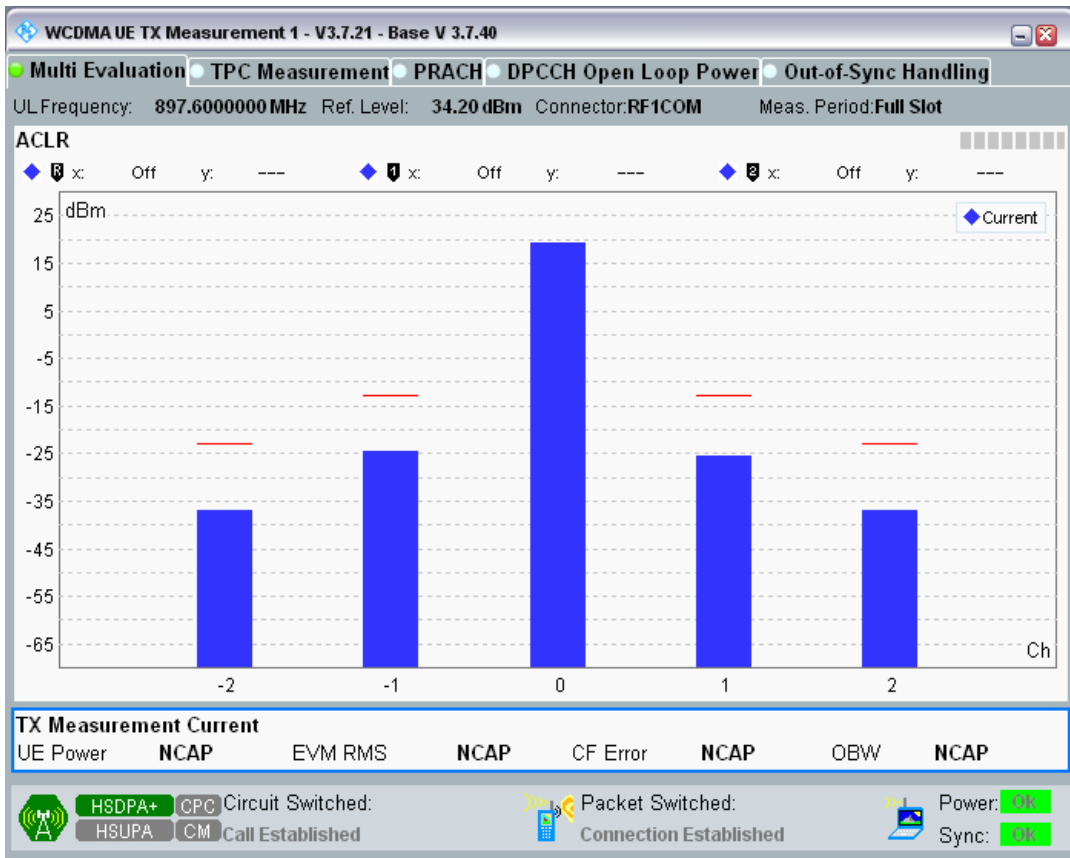 WCDMA UE TX Measurement 1 - V3.7.21 - Base V 3.7.40
Multi Evaluation TPC Measurement PRACH DPCCH Open Loop Power Out-of-Sync Handling
UL Frequency: 897.6000000 MHz Ref. Level: 34.20 dBm Connector:RF1COM Meas. Period:Full Slot
ACLR
R x: Off y: --- 1 x: Off y: --- 2 x: Off y: ---
dBm
Current
25
15
5
-5
-15
-25
-35
-45
-55
-65
Ch
-2 -1 0 1 2
TX Measurement Current
UE Power NCAP EVM RMS NCAP CF Error NCAP OBW NCAP
HSDPA+ CPC Circuit Switched: Packet Switched: Power: Ok
HSUPA CM Call Established Connection Established Sync: Ok